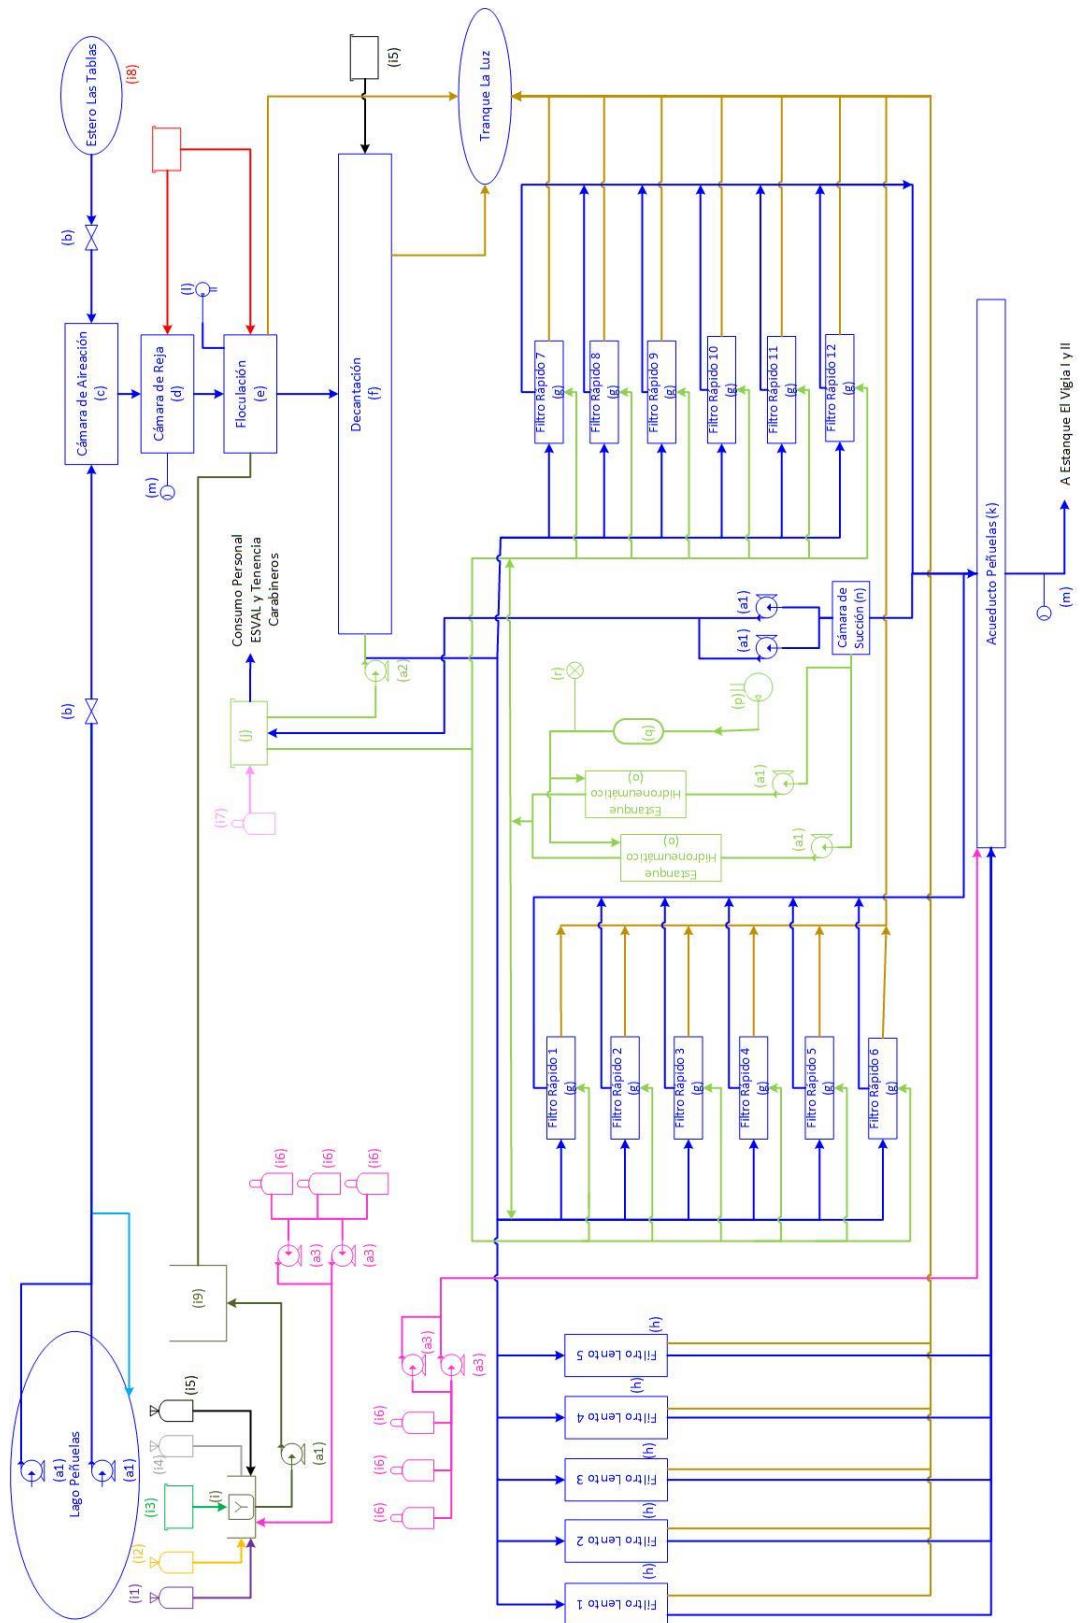 Estero Las Tablas
(i8)
(b)
Cámara de Aireación
(c)
(b)
Cámara de Reja
(d)
(m)
(l)
Floculación
(e)
(i5)
Decantación
(f)
Tranque La Luz
Consumo Personal
ESVAL y Tenencia
Carabineros
(j)
(i7)
(a2)
Lago Peñuelas
(a1)
(a1)
(i1)
(i2)
(i3)
(i4)
(i5)
(i)
(a1)
(i9)
(i6)
(i6)
(i6)
(a3)
(a3)
(i6)
(i6)
(i6)
(a3)
(a3)
Filtro Rápido 7
(g)
Filtro Rápido 8
(g)
Filtro Rápido 9
(g)
Filtro Rápido 10
(g)
Filtro Rápido 11
(g)
Filtro Rápido 12
(g)
(a1)
(a1)
Cámara de
Succión (n)
(r)
(p)
(q)
Estanque
Hidroneumático
(o)
(a1)
Estanque
Hidroneumático
(o)
(a1)
Filtro Rápido 1
(g)
Filtro Rápido 2
(g)
Filtro Rápido 3
(g)
Filtro Rápido 4
(g)
Filtro Rápido 5
(g)
Filtro Rápido 6
(g)
Filtro Lento 1
(h)
Filtro Lento 2
(h)
Filtro Lento 3
(h)
Filtro Lento 4
(h)
Filtro Lento 5
(h)
Acueducto Peñuelas (k)
(m)
A Estanque El Vigia I y II